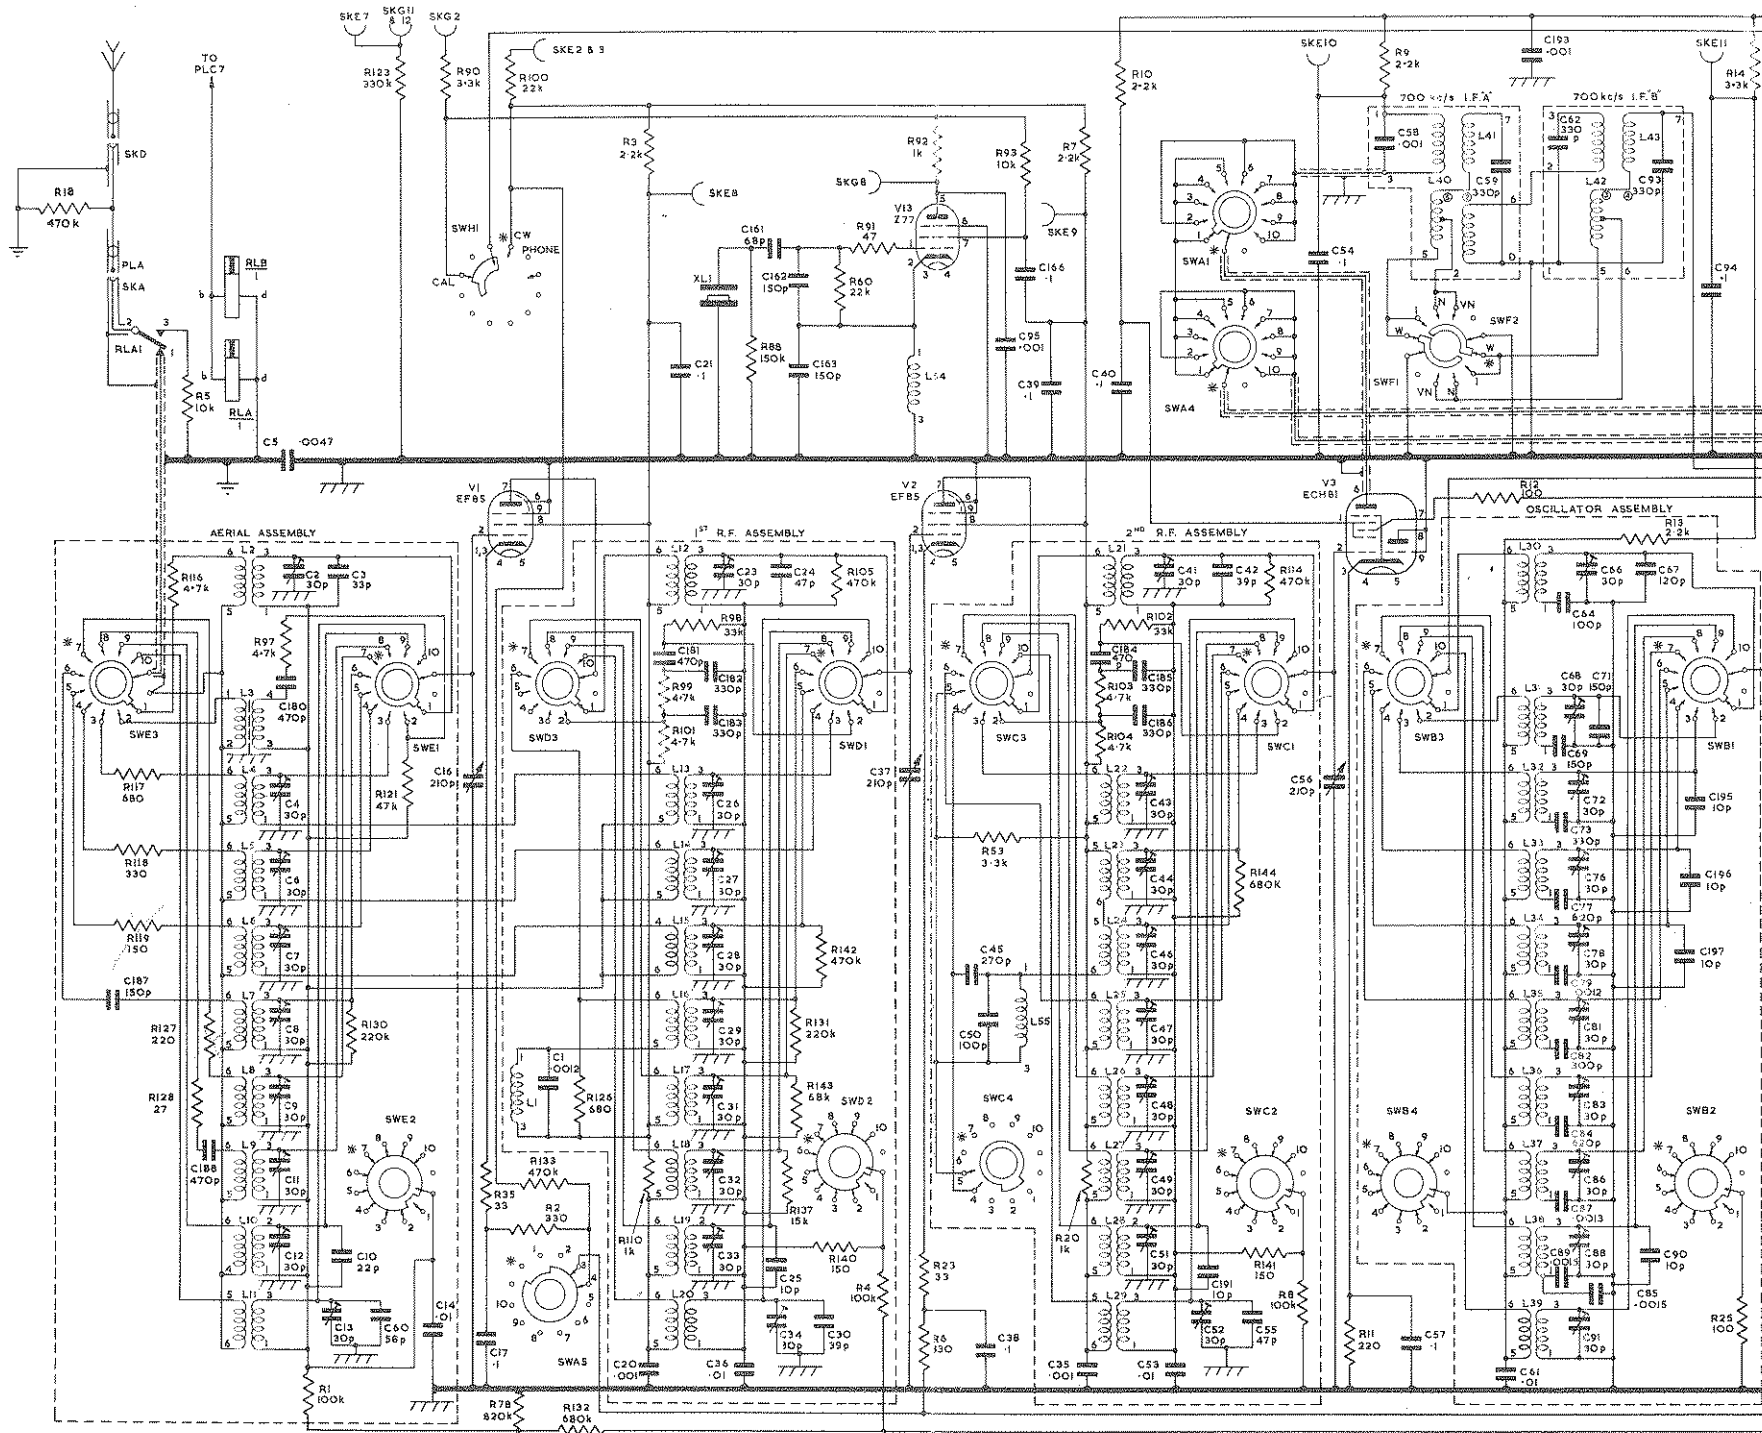 SKE7
SKG11 & 12
SKG2
SKE2 & 3
TO PLC7
R123 330k
R90 3·3k
R100 22k
R3 2·2k
R92 1k
R93 10k
R7 2·2k
R10 2·2k
SKE10
R9 2·2k
C193 ·001
SKE11
R14 3·3k
700 kc/s I.F."A"
700 kc/s I.F."B"
C58 ·001
L41
L40
C59 330p
C62 330p
L43
L42
C93 330p
SKD
R18 470k
PLA
SKA
RLA1
R5 10k
RLB 1
RLA 1
C5 ·0047
SWH1
CW
PHONE
CAL
SKE8
SKG8
V13 Z77
SKE9
XL1
C161 68p
C162 150p
C163 150p
R91 47
R60 22k
R88 150k
C21 ·1
L54
C166 ·1
C95 ·001
C39 ·1
C40 ·1
SWA1
SWA4
C54 ·1
SWF2
SWF1
VN N
N VN
W
W
C94 ·1
V1 EF85
V2 EF85
V3 ECH81
R12 100
AERIAL ASSEMBLY
1ST R.F. ASSEMBLY
2ND R.F. ASSEMBLY
OSCILLATOR ASSEMBLY
R116 4·7k
L2
C2 30p
C3 33p
R97 4·7k
C180 470p
L3
SWE3
SWE1
R117 680
L4
C4 30p
R121 47k
R118 330
L5
C6 30p
R119 150
L6
C7 30p
C187 150p
L7
C8 30p
R127 220
R130 220k
L8
C9 30p
R128 27
C188 470p
L9
C11 30p
SWE2
L10
C12 30p
C10 22p
L11
C13 30p
C60 56p
C14 ·01
R1 100k
C16 210p
L12
C23 30p
C24 47p
R105 470k
R98 33k
C181 470p
C182 330p
R99 4·7k
C183 330p
R101 4·7k
SWD3
SWD1
L13
C26 30p
L14
C27 30p
L15
C28 30p
R142 470k
L16
C29 30p
R131 220k
C1 ·0012
L1
R126 680
L17
C31 30p
R143 68k
SWD2
L18
C32 30p
R137 15k
R133 470k
R35 33
R2 330
R110 1k
L19
C33 30p
R140 150
C25 10p
R4 100k
L20
C34 30p
C30 39p
C17 ·1
SWA5
C20 ·001
C36 ·01
R78 820k
R132 680k
C37 210p
L21
C41 30p
C42 39p
R114 470k
R102 33k
C184 470p
C185 330p
R103 4·7k
C186 330p
R104 4·7k
SWC3
SWC1
L22
C43 30p
R53 3·3k
L23
C44 30p
R144 680K
L24
C46 30p
C45 270p
L25
C47 30p
C50 100p
L55
L26
C48 30p
SWC4
SWC2
L27
C49 30p
R20 1k
L28
C51 30p
R141 150
C191 10p
R8 100k
L29
C52 30p
C55 47p
R23 33
R6
C38 ·1
C35 ·001
C53 ·01
C56 210p
R13 2·2k
L30
C66 30p
C67 120p
C64 100p
SWB3
SWB1
L31
C68 30p
C71 150p
C69 150p
L32
C72 30p
C195 10p
C73 330p
L33
C76 30p
C196 10p
C77 620p
L34
C78 30p
C197 10p
C79 ·0012
L35
C81 30p
C82 300p
L36
C83 30p
C84 620p
SWB4
SWB2
L37
C86 30p
C87 ·0013
L38
C89 ·0015
C88 30p
C90 10p
C85 ·0015
L39
C91 30p
R25 100
R11 220
C57 ·1
C61 ·01